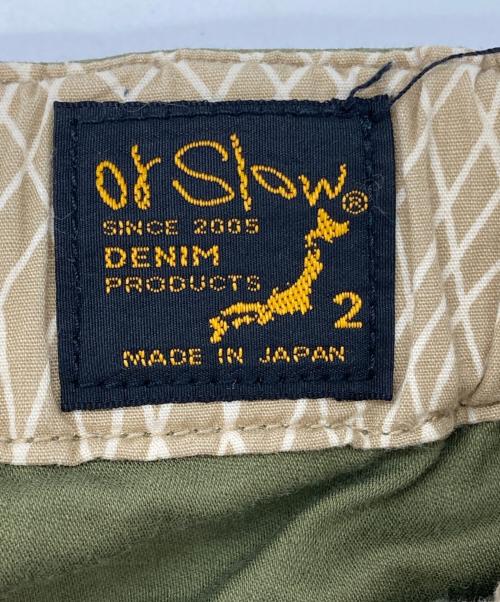 or Slow®
SINCE 2005
DENIM
PRODUCTS
2
MADE IN JAPAN